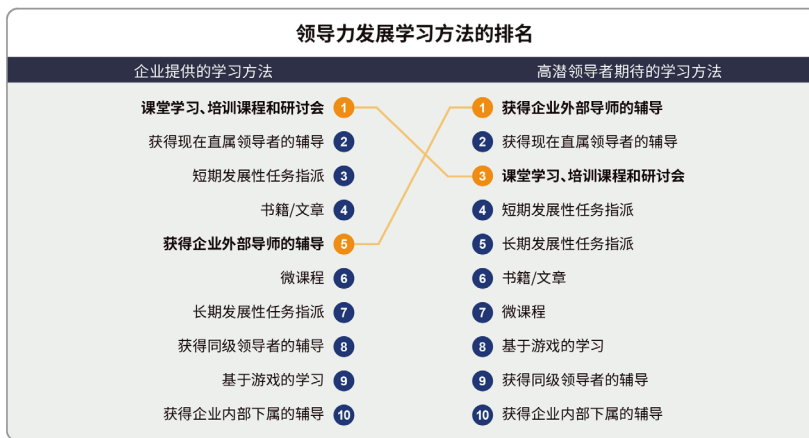 领导力发展学习方法的排名
企业提供的学习方法
高潜领导者期待的学习方法
课堂学习、培训课程和研讨会 1
1 获得企业外部导师的辅导
获得现在直属领导者的辅导 2
2 获得现在直属领导者的辅导
短期发展性任务指派 3
3 课堂学习、培训课程和研讨会
书籍/文章 4
4 短期发展性任务指派
获得企业外部导师的辅导 5
5 长期发展性任务指派
微课程 6
6 书籍/文章
长期发展性任务指派 7
7 微课程
获得同级领导者的辅导 8
8 基于游戏的学习
基于游戏的学习 9
9 获得同级领导者的辅导
获得企业内部下属的辅导 10
10 获得企业内部下属的辅导